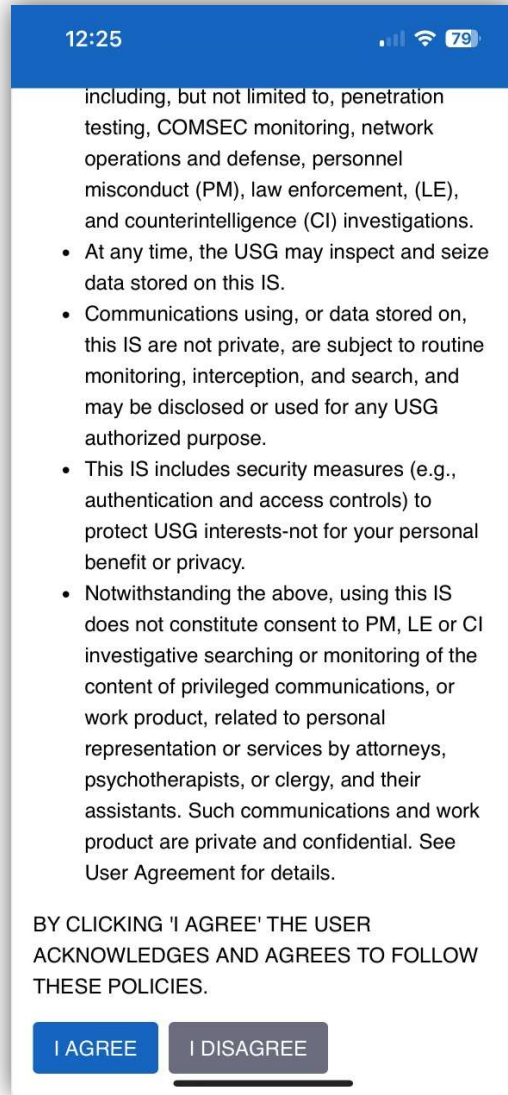 12:25
79
including, but not limited to, penetration
testing, COMSEC monitoring, network
operations and defense, personnel
misconduct (PM), law enforcement, (LE),
and counterintelligence (CI) investigations.
• At any time, the USG may inspect and seize
data stored on this IS.
• Communications using, or data stored on,
this IS are not private, are subject to routine
monitoring, interception, and search, and
may be disclosed or used for any USG
authorized purpose.
• This IS includes security measures (e.g.,
authentication and access controls) to
protect USG interests-not for your personal
benefit or privacy.
• Notwithstanding the above, using this IS
does not constitute consent to PM, LE or CI
investigative searching or monitoring of the
content of privileged communications, or
work product, related to personal
representation or services by attorneys,
psychotherapists, or clergy, and their
assistants. Such communications and work
product are private and confidential. See
User Agreement for details.
BY CLICKING 'I AGREE' THE USER
ACKNOWLEDGES AND AGREES TO FOLLOW
THESE POLICIES.
I AGREE
I DISAGREE